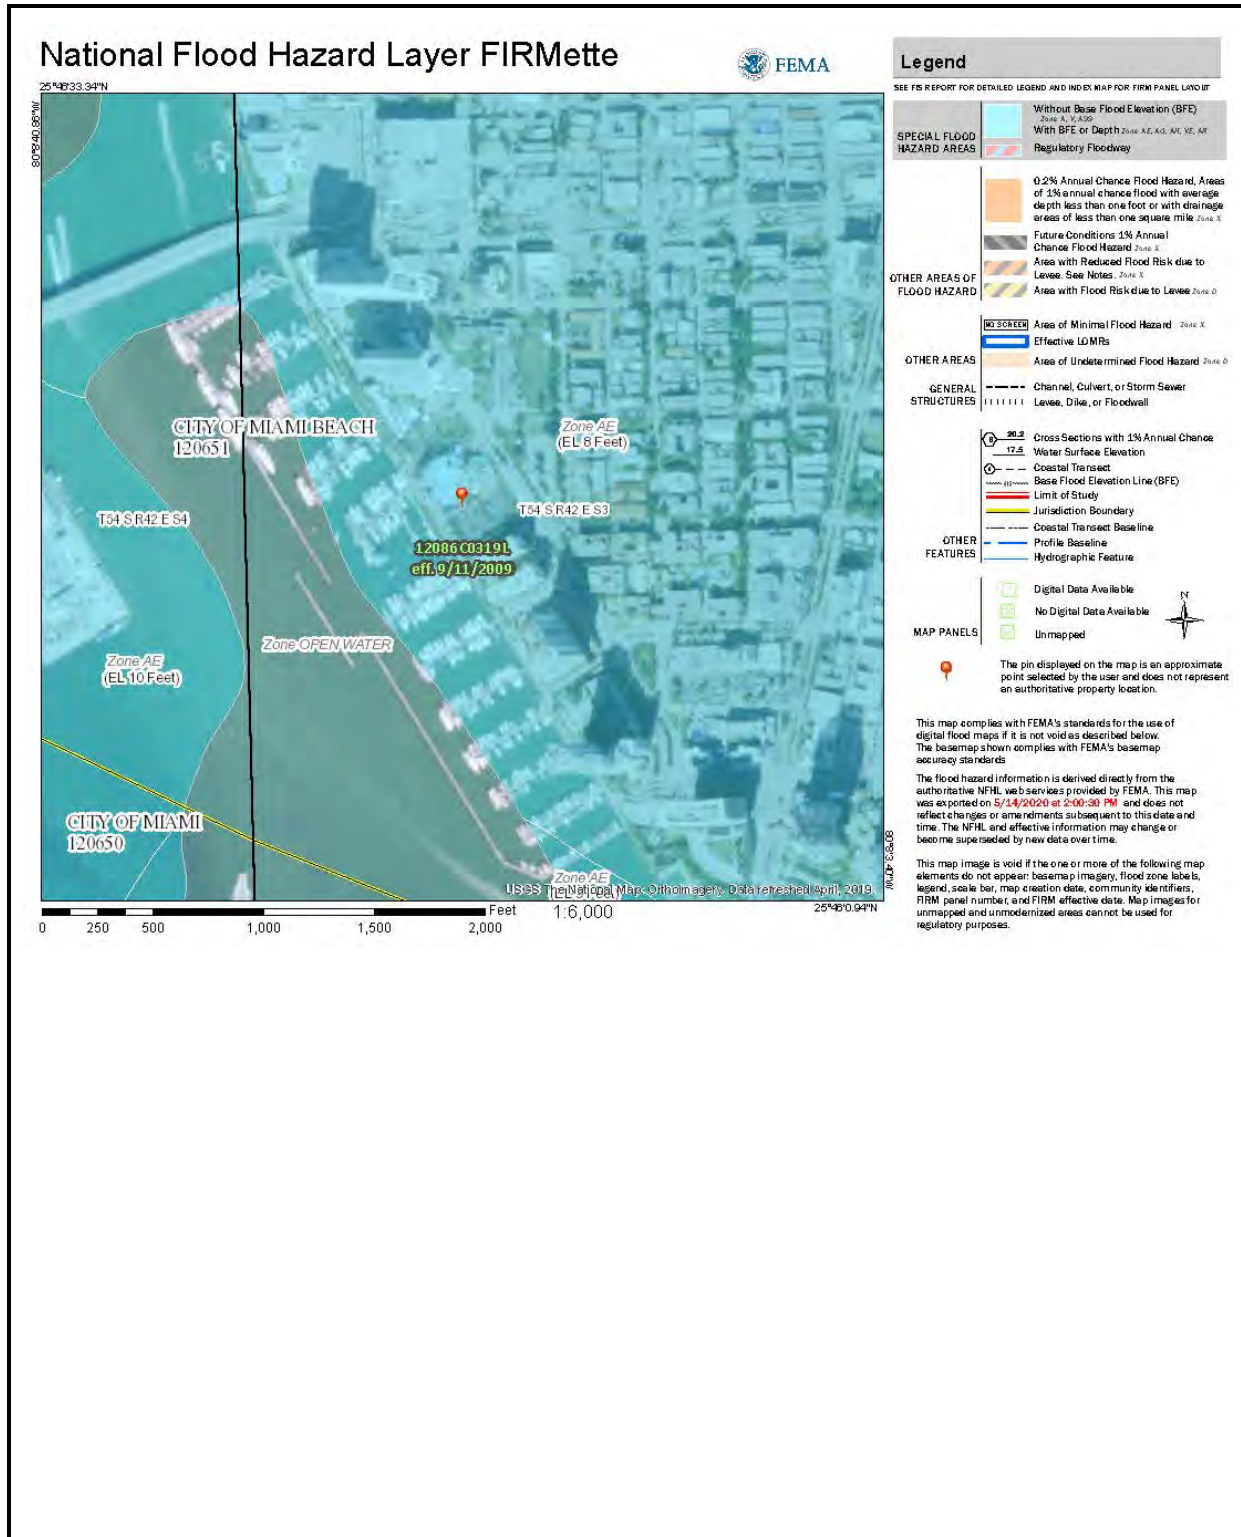 National Flood Hazard Layer FIRMette
FEMA
25°46'33.34"N
80°8'40.86"W
CITY OF MIAMI BEACH
120651
Zone AE
(EL 8 Feet)
T54 S R42 E S4
T54 S R42 E S3
12086C0319L
eff. 9/11/2009
Zone OPEN WATER
Zone AE
(EL 10 Feet)
CITY OF MIAMI
120650
Zone AE
(EL 9 Feet)
USGS The National Map: Orthoimagery. Data refreshed April, 2019.
80°8'3.40"W
25°46'0.94"N
Feet
1:6,000
0 250 500 1,000 1,500 2,000
Legend
SEE FIS REPORT FOR DETAILED LEGEND AND INDEX MAP FOR FIRM PANEL LAYOUT
SPECIAL FLOOD
HAZARD AREAS
Without Base Flood Elevation (BFE)
Zone A, V, A99
With BFE or Depth Zone AE, AO, AH, VE, AR
Regulatory Floodway
0.2% Annual Chance Flood Hazard, Areas
of 1% annual chance flood with average
depth less than one foot or with drainage
areas of less than one square mile Zone X
Future Conditions 1% Annual
Chance Flood Hazard Zone X
Area with Reduced Flood Risk due to
Levee. See Notes. Zone X
Area with Flood Risk due to Levee Zone D
OTHER AREAS OF
FLOOD HAZARD
NO SCREEN Area of Minimal Flood Hazard Zone X
Effective LOMRs
OTHER AREAS
Area of Undetermined Flood Hazard Zone D
GENERAL
STRUCTURES
Channel, Culvert, or Storm Sewer
Levee, Dike, or Floodwall
B 20.2 Cross Sections with 1% Annual Chance
17.5 Water Surface Elevation
Coastal Transect
Base Flood Elevation Line (BFE)
Limit of Study
Jurisdiction Boundary
Coastal Transect Baseline
OTHER
FEATURES
Profile Baseline
Hydrographic Feature
Digital Data Available
No Digital Data Available
Unmapped
MAP PANELS
N
The pin displayed on the map is an approximate
point selected by the user and does not represent
an authoritative property location.
This map complies with FEMA's standards for the use of
digital flood maps if it is not void as described below.
The basemap shown complies with FEMA's basemap
accuracy standards
The flood hazard information is derived directly from the
authoritative NFHL web services provided by FEMA. This map
was exported on 5/14/2020 at 2:00:30 PM and does not
reflect changes or amendments subsequent to this date and
time. The NFHL and effective information may change or
become superseded by new data over time.
This map image is void if the one or more of the following map
elements do not appear: basemap imagery, flood zone labels,
legend, scale bar, map creation date, community identifiers,
FIRM panel number, and FIRM effective date. Map images for
unmapped and unmodernized areas cannot be used for
regulatory purposes.